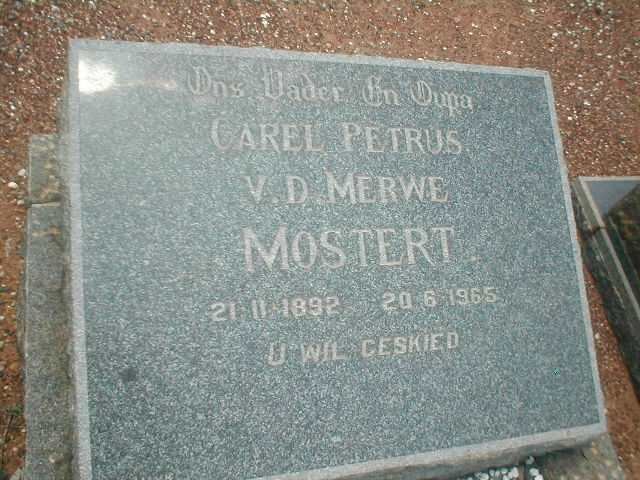 Ons Vader En Oupa
CAREL PETRUS
V.D. MERWE
MOSTERT.
21.11.1892 20.6.1965
U WIL GESKIED